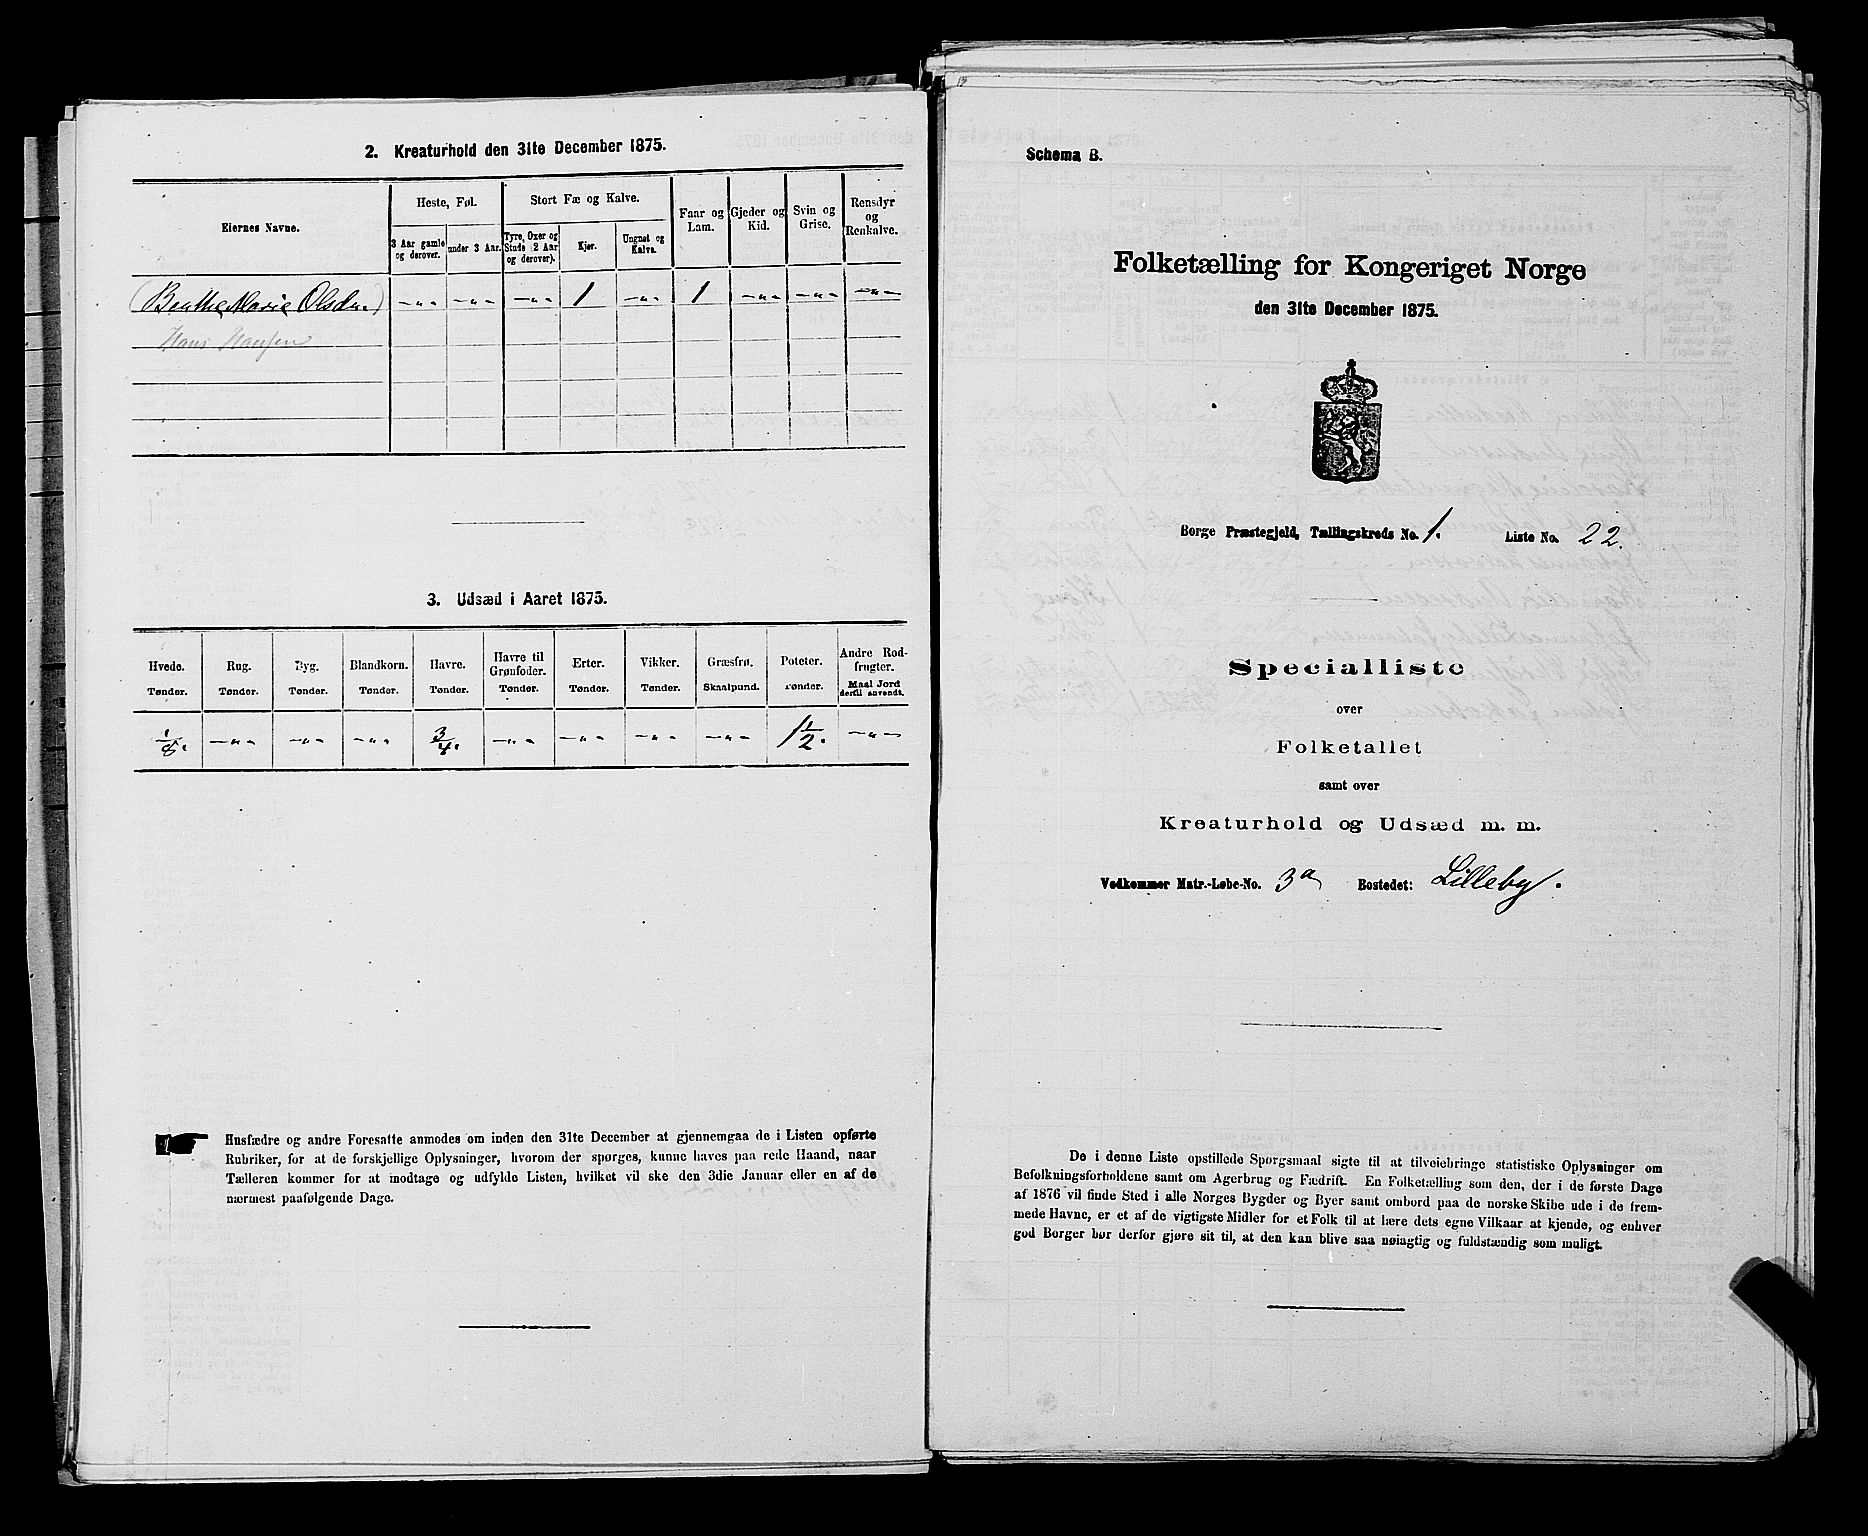 2. Kreaturhold den 31te December 1875.
Eiernes Navne.
Heste, Føl.
Stort Fæ og Kalve.
Faar og Lam.
Gjeder og Kid.
Svin og Grise.
Rensdyr og Renkalve.
3 Aar gamle og derover.
under 3 Aar.
Tyre, Oxer og Stude (2 Aar og derover).
Kjør.
Ungnøt og Kalve.
(Benthe Marie Olsdn.) —"- —"- —"- 1 —"- 1 —"- —"- —"-
Hans Hansen
3. Udsæd i Aaret 1875.
Hvede. Rug. Byg. Blandkorn. Havre. Havre til Grønfoder. Erter. Vikker. Græsfrø. Poteter. Andre Rodfrugter.
Tønder. Tønder. Tønder. Tønder. Tønder. Tønder. Tønder. Tønder. Skaalpund. Tønder. Maal Jord dertil anvendt.
1/8. —"- —"- —"- 3/4. —"- —"- —"- —"- 1 1/2. —"-
Husfædre og andre Foresatte anmodes om inden den 31te December at gjennemgaa de i Listen opførte
Rubriker, for at de forskjellige Oplysninger, hvorom der spørges, kunne haves paa rede Haand, naar
Tælleren kommer for at modtage og udfylde Listen, hvilket vil ske den 3die Januar eller en af de
nærmest paafølgende Dage.
Schema B.
Folketælling for Kongeriget Norge
den 31te December 1875.
Borge Præstegjeld, Tællingskreds No. 1. Liste No. 22.
Specialliste
over
Folketallet
samt over
Kreaturhold og Udsæd m. m.
Vedkommer Matr.-Løbe-No. 3a Bostedet: Lilleby.
De i denne Liste opstillede Spørgsmaal sigte til at tilveiebringe statistiske Oplysninger om
Befolkningsforholdene samt om Agerbrug og Fædrift. En Folketælling som den, der i de første Dage
af 1876 vil finde Sted i alle Norges Bygder og Byer samt ombord paa de norske Skibe ude i de frem-
mede Havne, er et af de vigtigste Midler for et Folk til at lære dets egne Vilkaar at kjende, og enhver
god Borger bør derfor gjøre sit til, at den kan blive saa nøiagtig og fuldstændig som muligt.